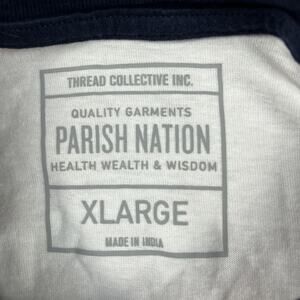 THREAD COLLECTIVE INC.
QUALITY GARMENTS
PARISH NATION
HEALTH WEALTH & WISDOM
XLARGE
MADE IN INDIA